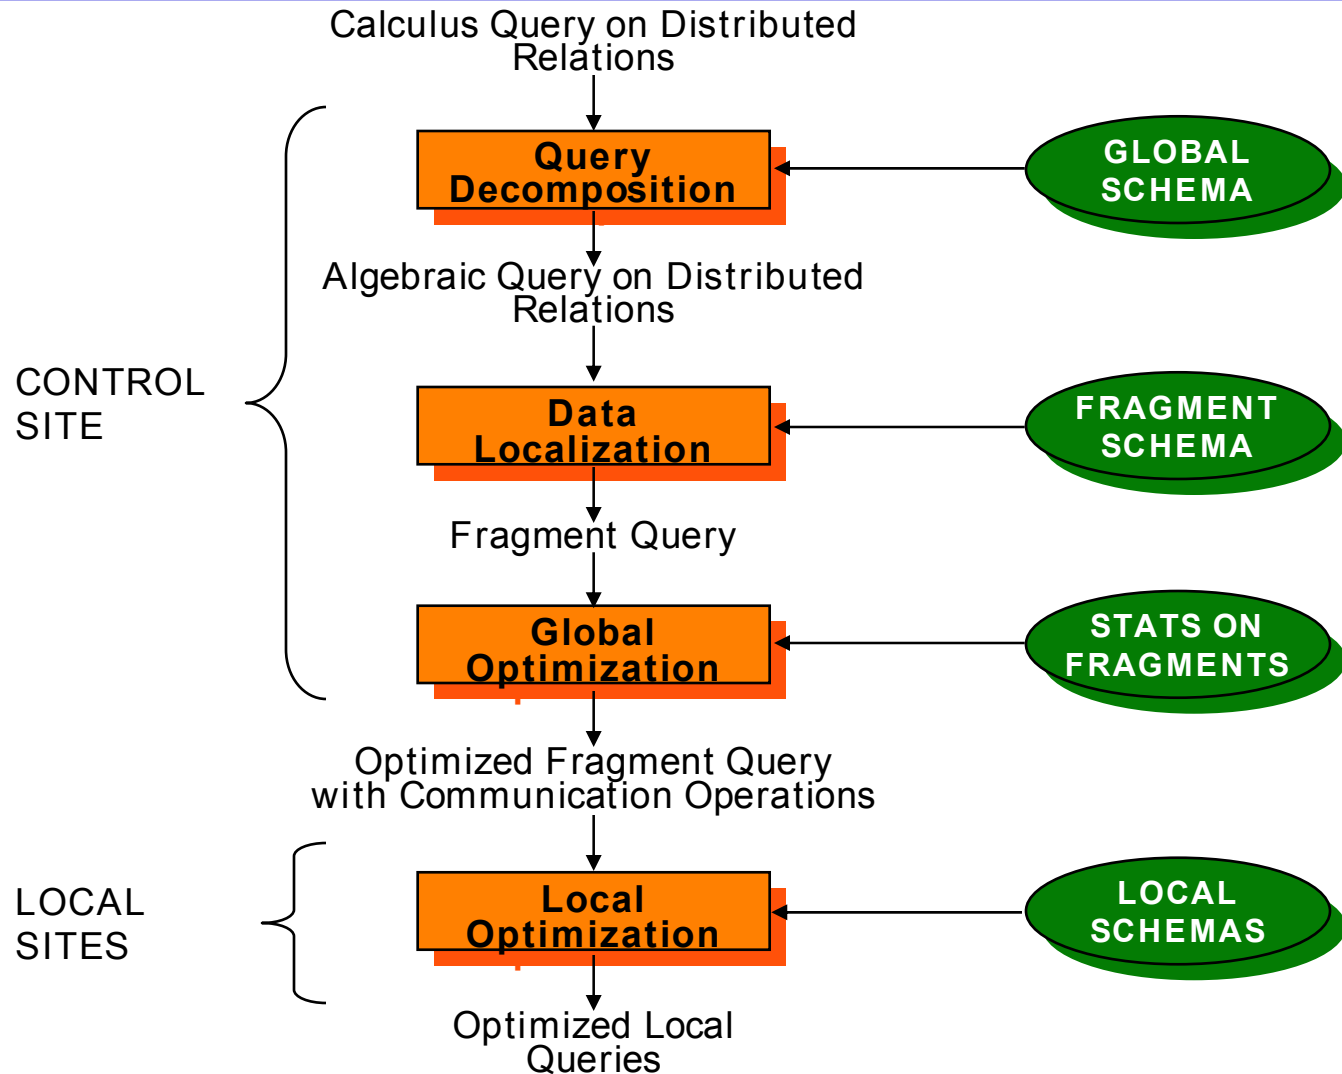 Calculus Query on Distributed
Relations
Query
Decomposition
GLOBAL
SCHEMA
Algebraic Query on Distributed
Relations
CONTROL
SITE
Data
Localization
FRAGMENT
SCHEMA
Fragment Query
Global
Optimization
STATS ON
FRAGMENTS
Optimized Fragment Query
with Communication Operations
LOCAL
SITES
Local
Optimization
LOCAL
SCHEMAS
Optimized Local
Queries